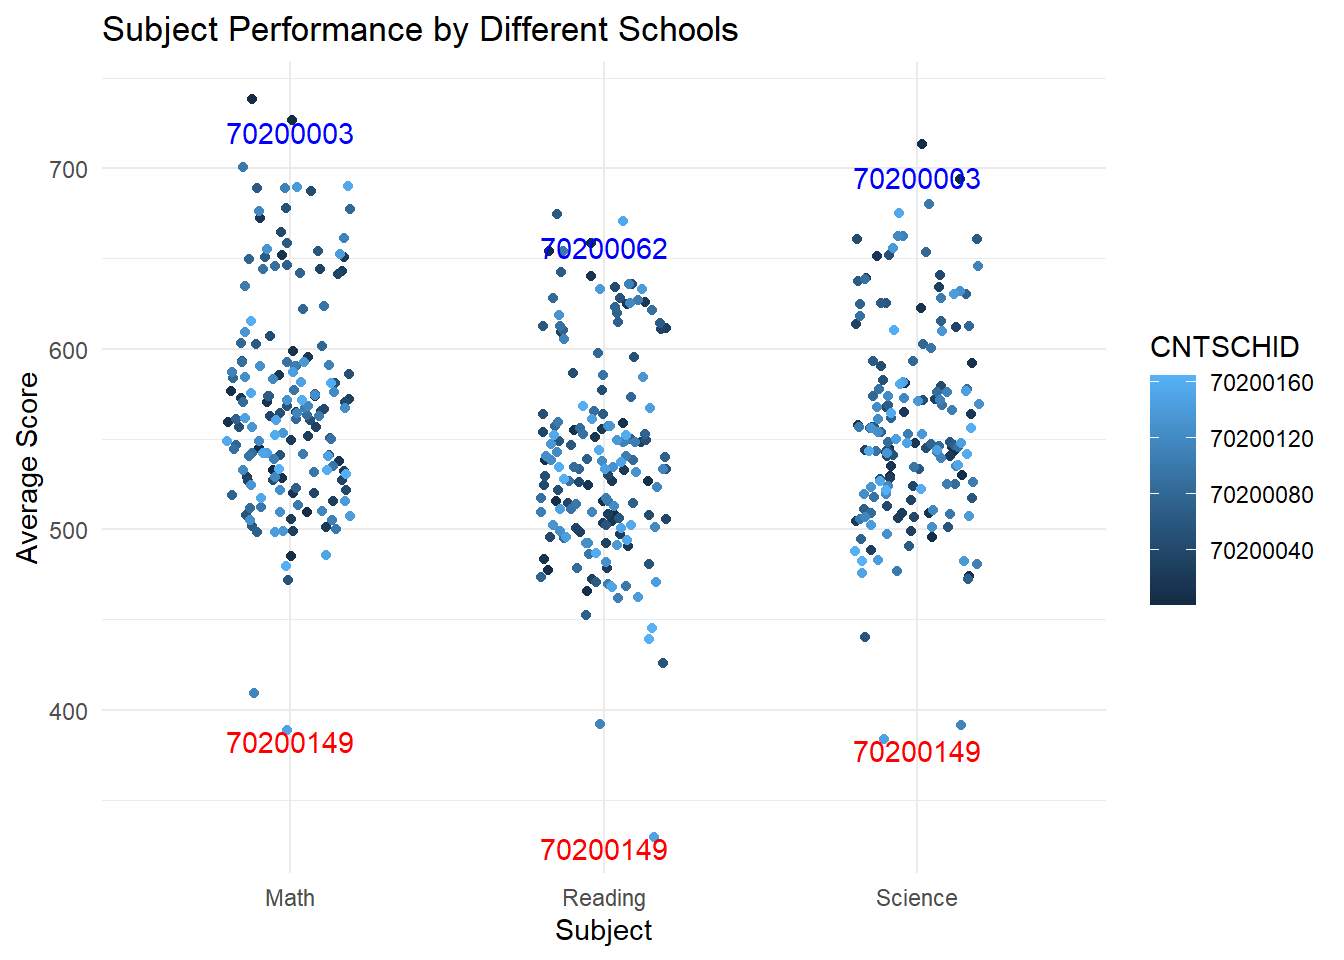 Subject Performance by Different Schools
Average Score
700
600
500
400
70200003
70200062
70200003
70200149
70200149
70200149
Math
Reading
Science
Subject
CNTSCHID
70200160
70200120
70200080
70200040